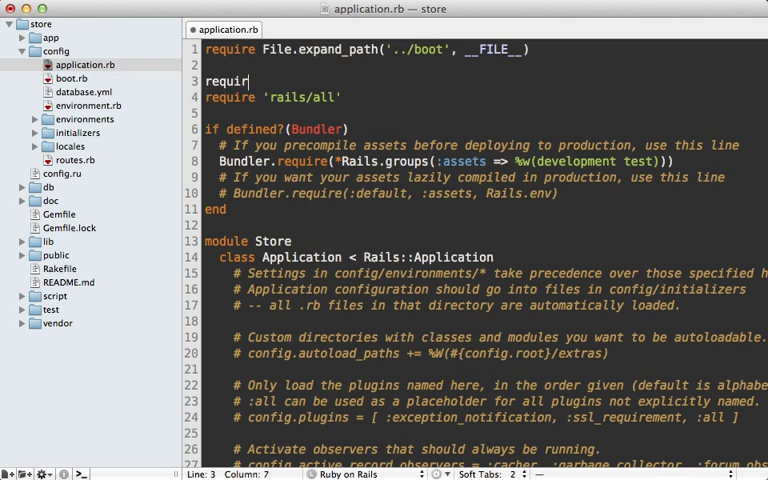 application.rb — store
store
app
config
application.rb
boot.rb
database.yml
environment.rb
environments
initializers
locales
routes.rb
config.ru
db
doc
Gemfile
Gemfile.lock
lib
public
Rakefile
README.md
script
test
vendor
application.rb
1 require File.expand_path('../boot', __FILE__)
2
3 requir
4 require 'rails/all'
5
6 if defined?(Bundler)
7 # If you precompile assets before deploying to production, use this line
8 Bundler.require(*Rails.groups(:assets => %w(development test)))
9 # If you want your assets lazily compiled in production, use this line
10 # Bundler.require(:default, :assets, Rails.env)
11 end
12
13 module Store
14 class Application < Rails::Application
15 # Settings in config/environments/* take precedence over those specified h
16 # Application configuration should go into files in config/initializers
17 # -- all .rb files in that directory are automatically loaded.
18
19 # Custom directories with classes and modules you want to be autoloadable.
20 # config.autoload_paths += %W(#{config.root}/extras)
21
22 # Only load the plugins named here, in the order given (default is alphabe
23 # :all can be used as a placeholder for all plugins not explicitly named.
24 # config.plugins = [ :exception_notification, :ssl_requirement, :all ]
25
26 # Activate observers that should always be running.
27 # config.active_record.observers = :cacher, :garbage_collector, :forum_obs
Line: 3 Column: 7 Ruby on Rails Soft Tabs: 2 —